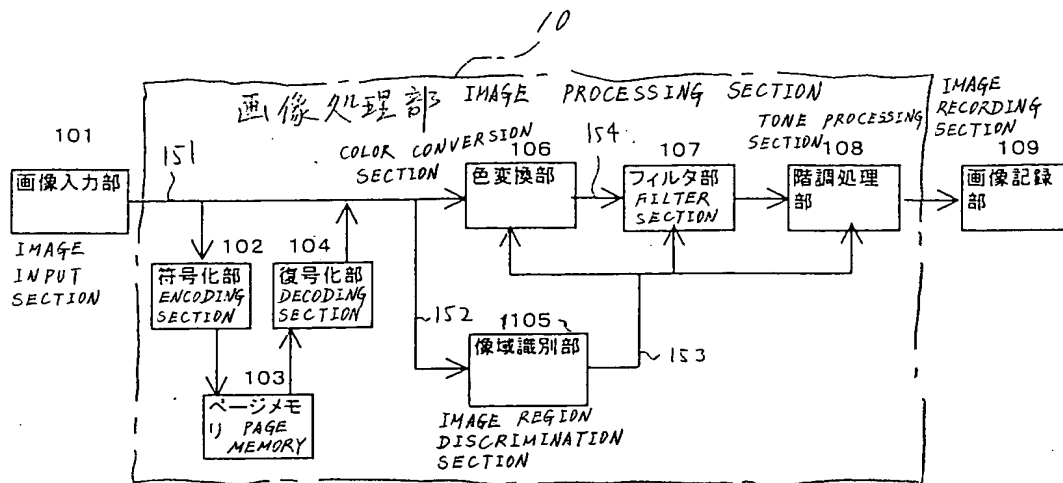 10
画像処理部 IMAGE PROCESSING SECTION
IMAGE
RECORDING
SECTION
101
画像入力部
IMAGE
INPUT
SECTION
151
COLOR CONVERSION
SECTION
106
色変換部
154
107
フィルタ部
FILTER
SECTION
TONE PROCESSING
SECTION
108
階調処理
部
109
画像記録
部
102
符号化部
ENCODING
SECTION
104
復号化部
DECODING
SECTION
152
1105
像域識別部
153
IMAGE REGION
DISCRIMINATION
SECTION
103
ページメモ
リ PAGE
MEMORY